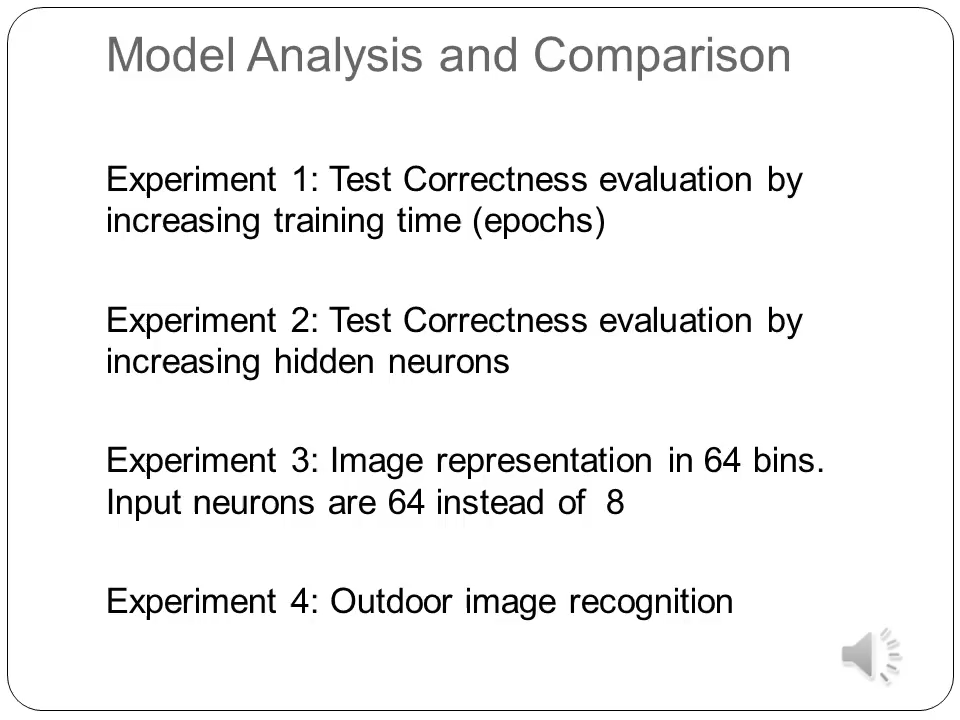 Model Analysis and Comparison
Experiment 1: Test Correctness evaluation by
increasing training time (epochs)
Experiment 2: Test Correctness evaluation by
increasing hidden neurons
Experiment 3: Image representation in 64 bins.
Input neurons are 64 instead of  8
Experiment 4: Outdoor image recognition